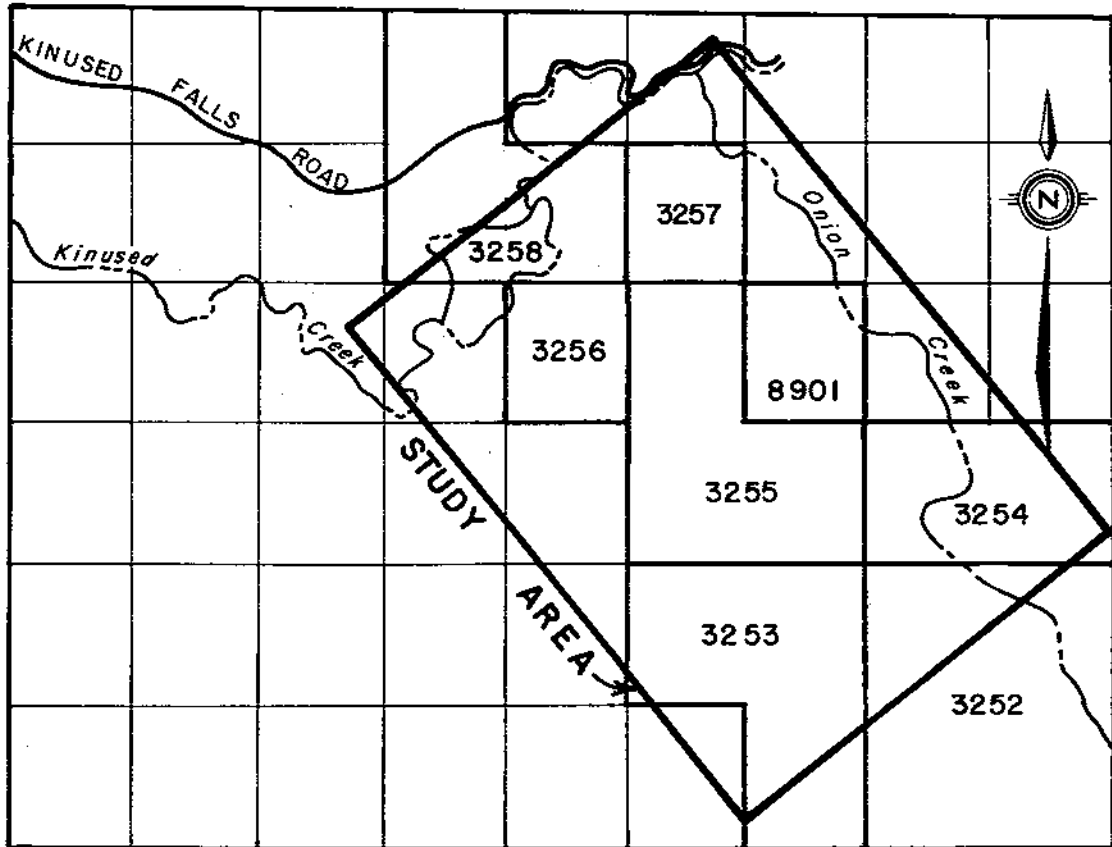 KINUSED FALLS ROAD
Kinused Creek
3258
3257
Onion Creek
N
3256
8901
STUDY AREA
3255
3254
3253
3252